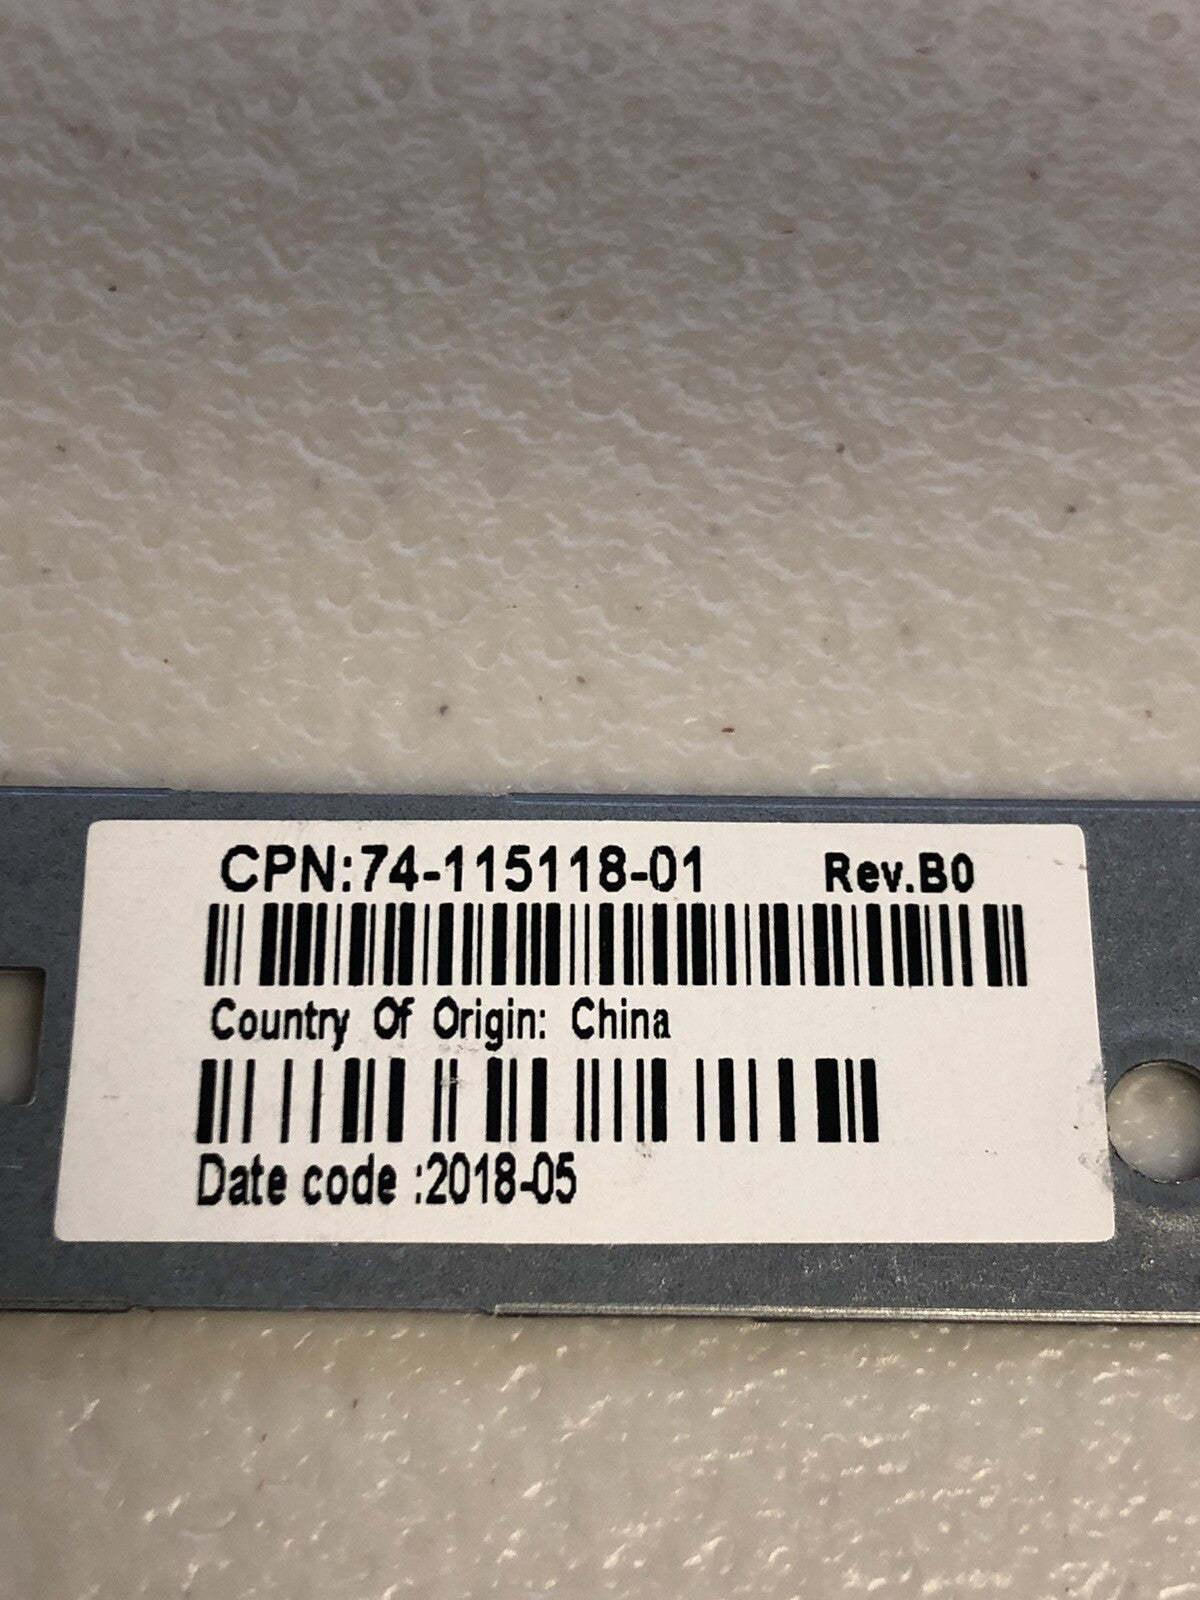 CPN:74-115118-01 Rev.B0
Country Of Origin: China
Date code :2018-05